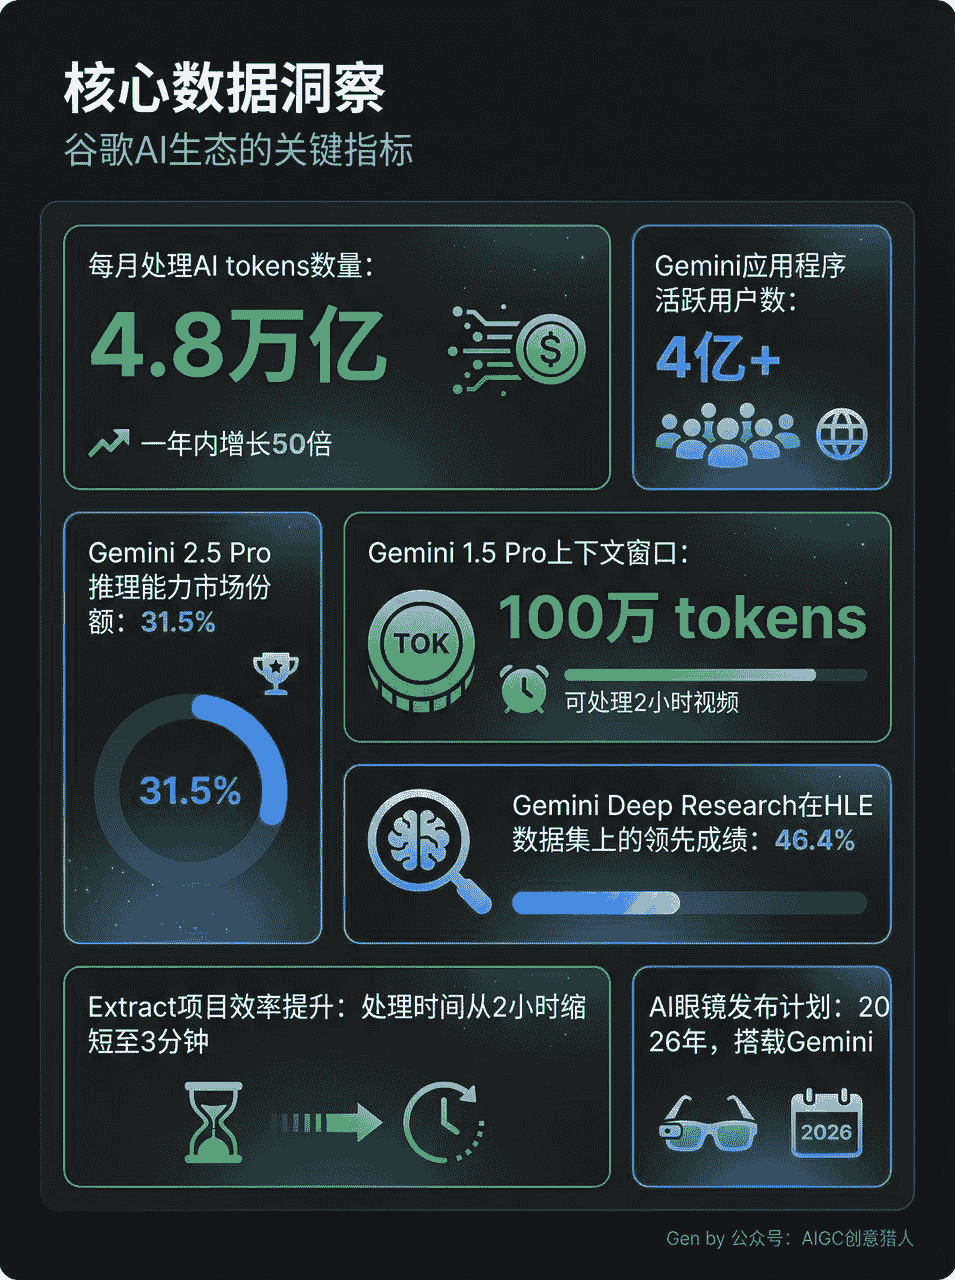 核心数据洞察
谷歌AI生态的关键指标
每月处理AI tokens数量：
4.8万亿
一年内增长50倍
Gemini应用程序
活跃用户数：
4亿+
Gemini 2.5 Pro
推理能力市场份
额：31.5%
31.5%
Gemini 1.5 Pro上下文窗口：
TOK
100万 tokens
可处理2小时视频
Gemini Deep Research在HLE
数据集上的领先成绩：46.4%
Extract项目效率提升：处理时间从2小时缩
短至3分钟
AI眼镜发布计划：20
26年，搭载Gemini
2026
Gen by 公众号：AIGC创意猎人